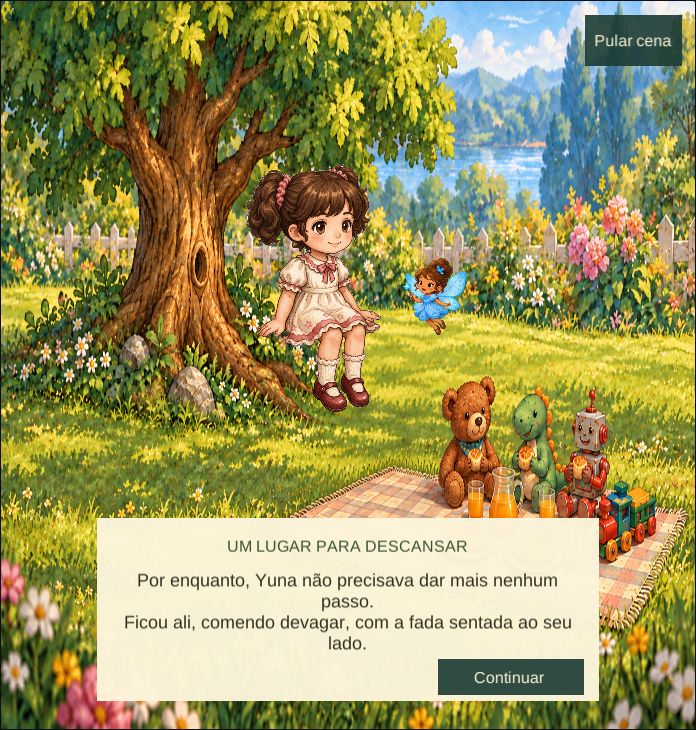 Pular cena
UM LUGAR PARA DESCANSAR
Por enquanto, Yuna não precisava dar mais nenhum
passo.
Ficou ali, comendo devagar, com a fada sentada ao seu
lado.
Continuar